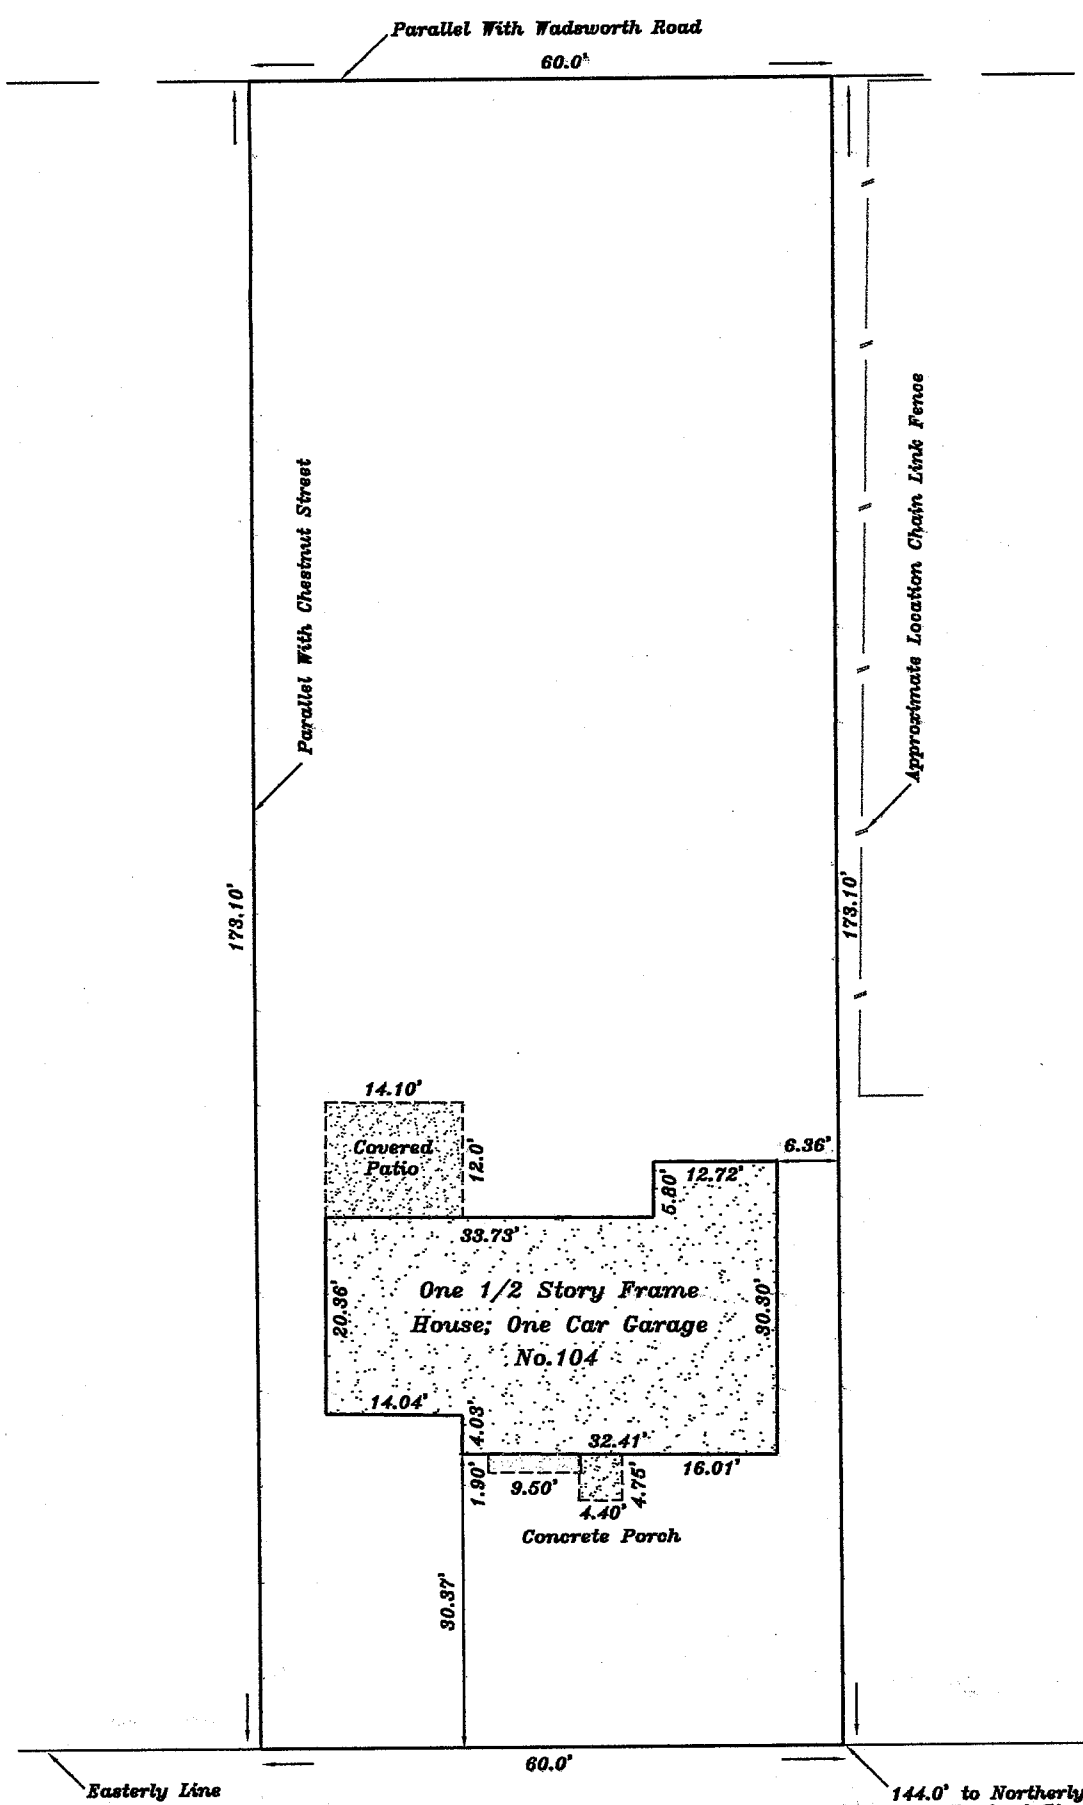 Parallel With Wadsworth Road
60.0'
Parallel With Chestnut Street
Approximate Location Chain Link Fence
173.10'
173.10'
14.10'
Covered
Patio
12.0'
6.36'
12.72'
5.80'
33.73'
One 1/2 Story Frame
House; One Car Garage
No.104
20.36'
30.30'
14.04'
4.03'
32.41'
16.01'
1.90'
9.50'
4.40'
4.75'
Concrete Porch
30.37'
60.0'
Easterly Line
144.0' to Northerly